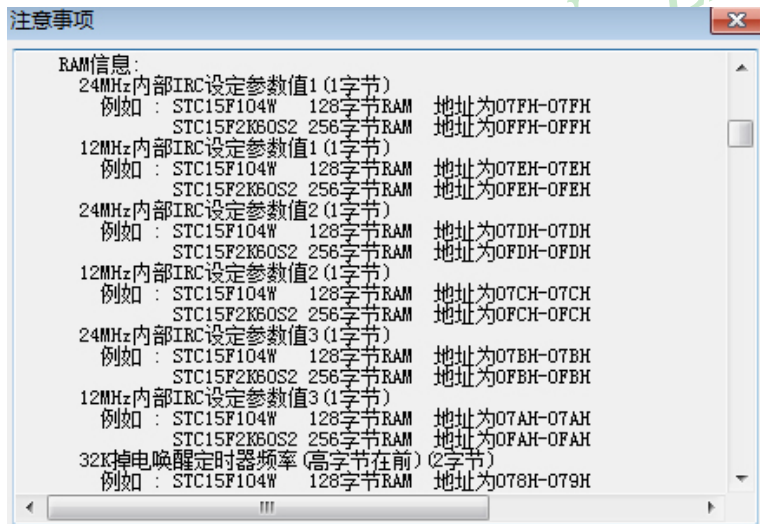 注意事项
RAM信息:
24MHz内部IRC设定参数值1(1字节)
例如 : STC15F104W 128字节RAM 地址为07FH-07FH
STC15F2K60S2 256字节RAM 地址为0FFH-0FFH
12MHz内部IRC设定参数值1(1字节)
例如 : STC15F104W 128字节RAM 地址为07EH-07EH
STC15F2K60S2 256字节RAM 地址为0FEH-0FEH
24MHz内部IRC设定参数值2(1字节)
例如 : STC15F104W 128字节RAM 地址为07DH-07DH
STC15F2K60S2 256字节RAM 地址为0FDH-0FDH
12MHz内部IRC设定参数值2(1字节)
例如 : STC15F104W 128字节RAM 地址为07CH-07CH
STC15F2K60S2 256字节RAM 地址为0FCH-0FCH
24MHz内部IRC设定参数值3(1字节)
例如 : STC15F104W 128字节RAM 地址为07BH-07BH
STC15F2K60S2 256字节RAM 地址为0FBH-0FBH
12MHz内部IRC设定参数值3(1字节)
例如 : STC15F104W 128字节RAM 地址为07AH-07AH
STC15F2K60S2 256字节RAM 地址为0FAH-0FAH
32K掉电唤醒定时器频率(高字节在前)(2字节)
例如 : STC15F104W 128字节RAM 地址为078H-079H